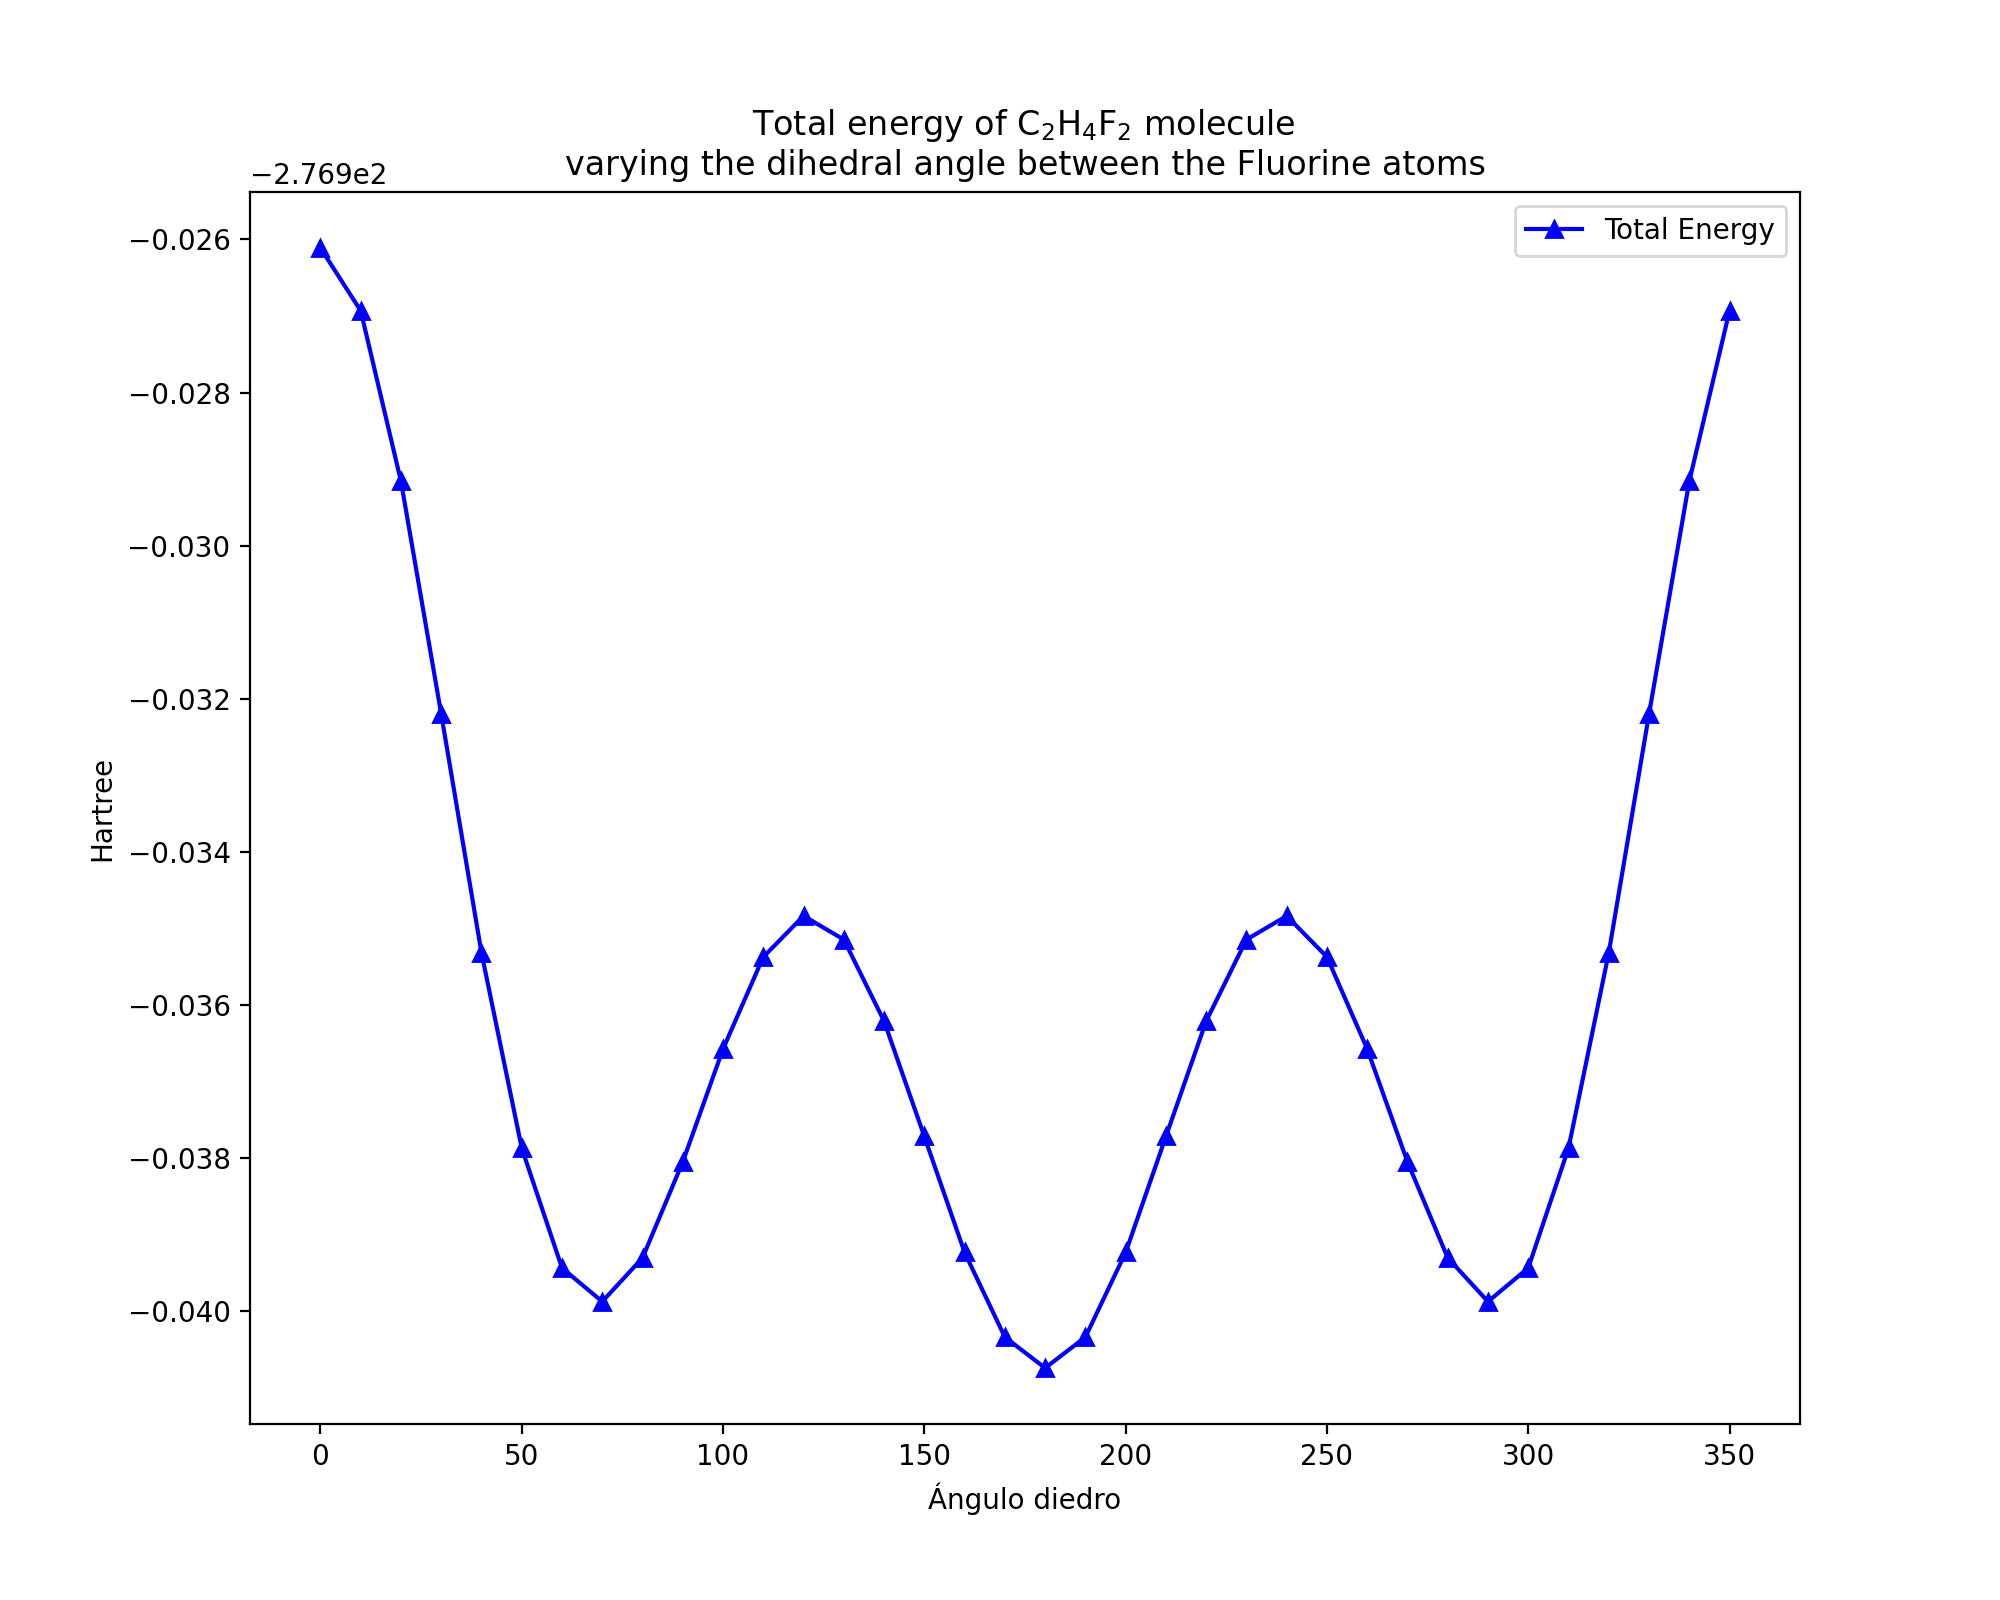 Total energy of C₂H₄F₂ molecule
varying the dihedral angle between the Fluorine atoms
−2.769e2
Total Energy
−0.026
−0.028
−0.030
−0.032
−0.034
−0.036
−0.038
−0.040
Hartree
0 50 100 150 200 250 300 350
Ángulo diedro